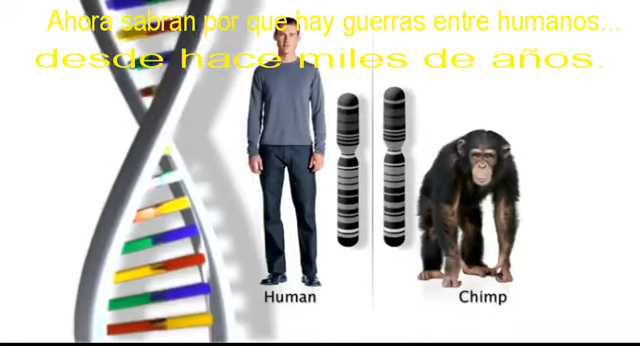 Ahora sabran por que hay guerras entre humanos...
desde hace miles de años.
Human
Chimp